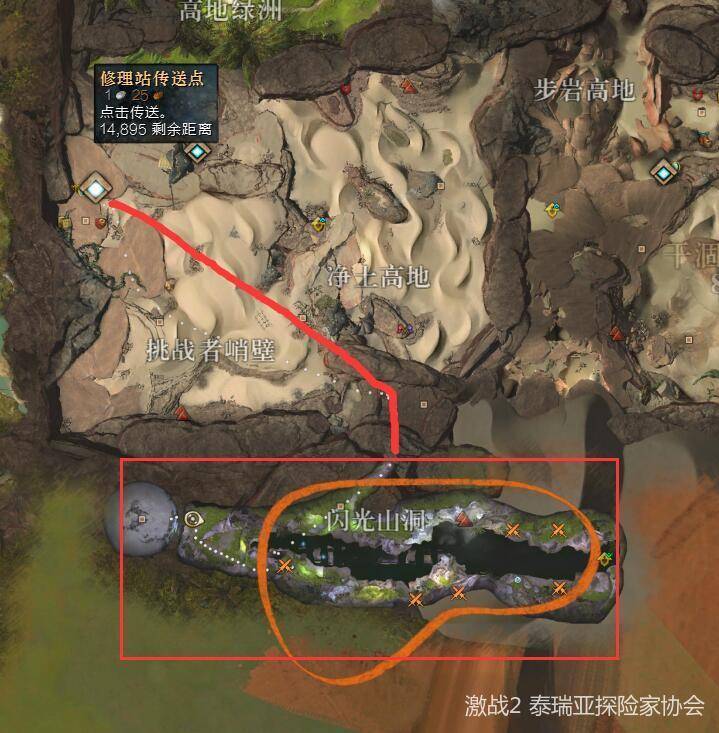 高地绿洲
修理站传送点
1 25
点击传送。
14,895 剩余距离
步岩高地
净土高地
干涸
挑战者峭壁
闪光山洞
激战2 泰瑞亚探险家协会